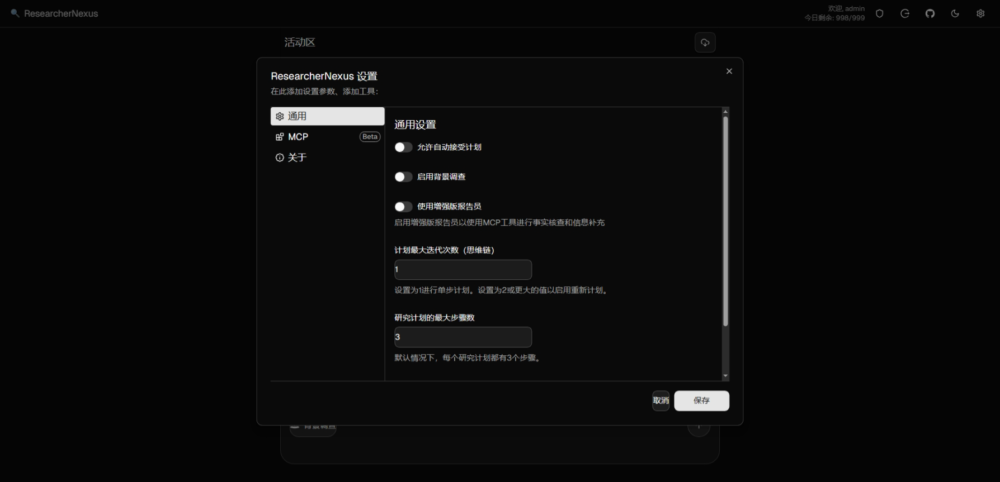 ResearcherNexus
欢迎, admin
今日剩余: 998/999
活动区
ResearcherNexus 设置
在此添加设置参数、添加工具：
通用
MCP
Beta
关于
通用设置
允许自动接受计划
启用背景调查
使用增强版报告员
启用增强版报告员以使用MCP工具进行事实核查和信息补充
计划最大迭代次数（思维链）
1
设置为1进行单步计划。设置为2或更大的值以启用重新计划。
研究计划的最大步骤数
3
默认情况下，每个研究计划都有3个步骤。
取消
保存
背景调查